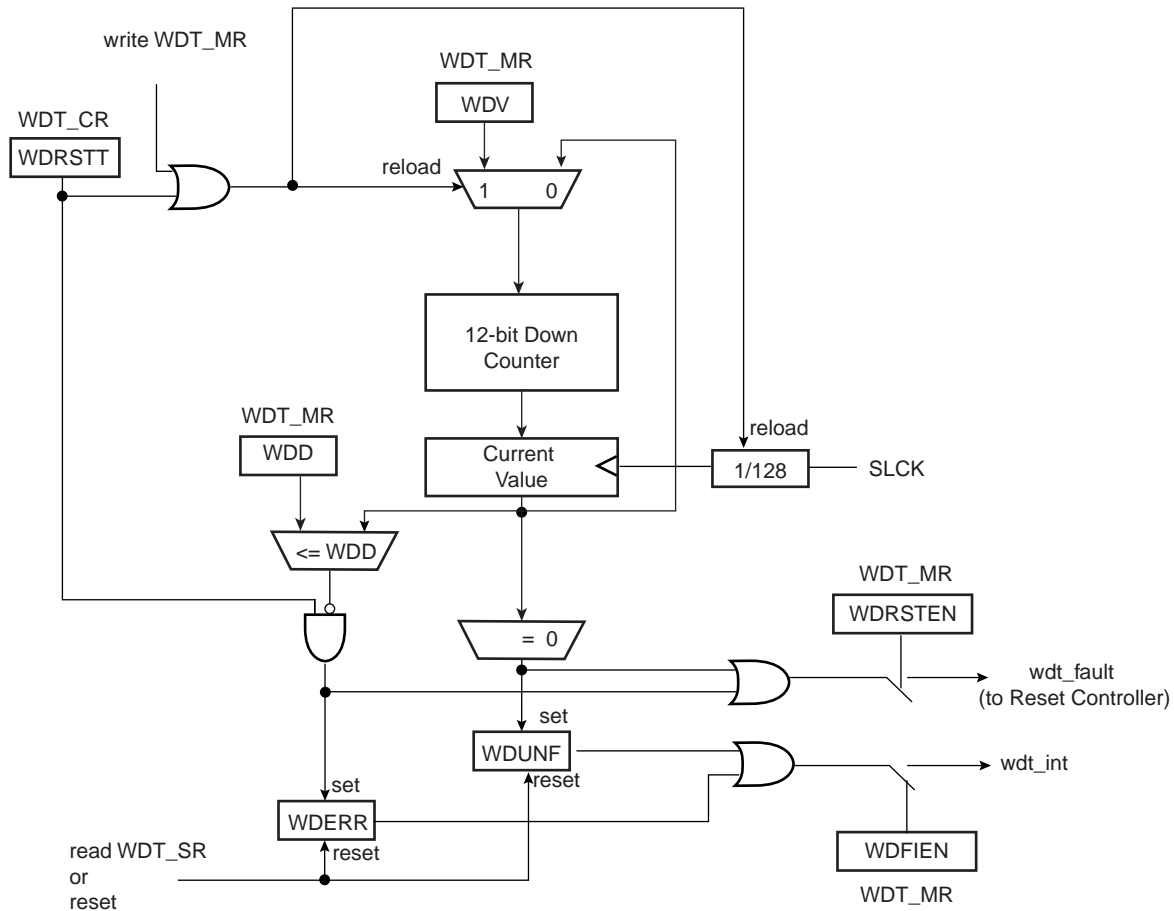 write WDT_MR
WDT_MR
WDV
WDT_CR
WDRSTT
reload
1 0
12-bit Down
Counter
WDT_MR
WDD
reload
Current
Value
1/128
SLCK
<= WDD
WDT_MR
WDRSTEN
= 0
wdt_fault
(to Reset Controller)
set
WDUNF
reset
wdt_int
set
WDERR
reset
read WDT_SR
or
reset
WDFIEN
WDT_MR